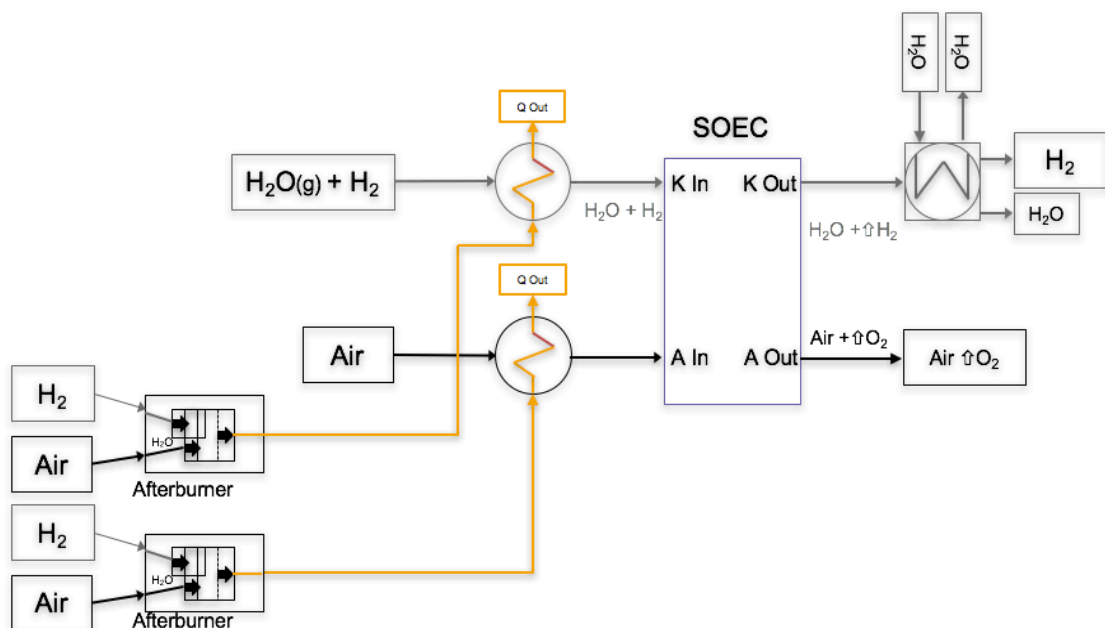 H₂O
H₂O
Q Out
SOEC
H₂O(g) + H₂
K In
K Out
H₂
H₂O + H₂
H₂O + ⇧H₂
H₂O
Q Out
Air
A In
A Out
Air + ⇧O₂
Air ⇧O₂
H₂
H₂O
Air
Afterburner
H₂
H₂O
Air
Afterburner